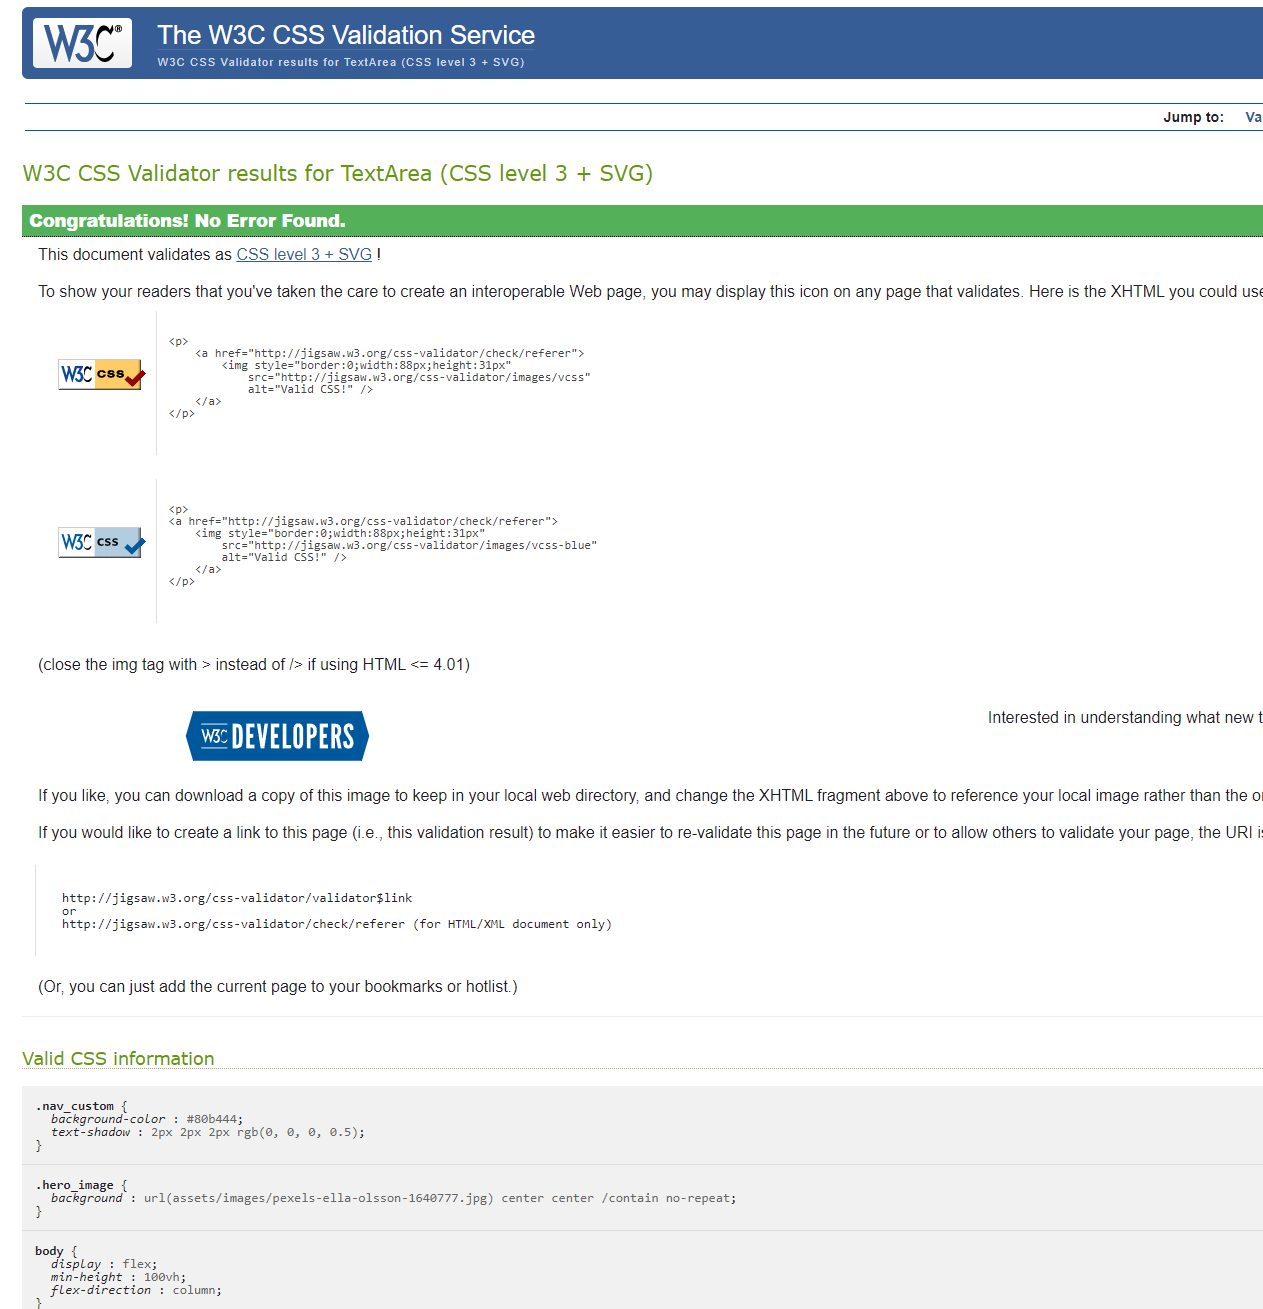 W3C®
The W3C CSS Validation Service
W3C CSS Validator results for TextArea (CSS level 3 + SVG)
Jump to:
W3C CSS Validator results for TextArea (CSS level 3 + SVG)
Congratulations! No Error Found.
This document validates as CSS level 3 + SVG !
To show your readers that you've taken the care to create an interoperable Web page, you may display this icon on any page that validates. Here is the XHTML you could use
W3C css
<p>
<a href="http://jigsaw.w3.org/css-validator/check/referer">
<img style="border:0;width:88px;height:31px"
src="http://jigsaw.w3.org/css-validator/images/vcss"
alt="Valid CSS!" />
</a>
</p>
W3C css
<p>
<a href="http://jigsaw.w3.org/css-validator/check/referer">
<img style="border:0;width:88px;height:31px"
src="http://jigsaw.w3.org/css-validator/images/vcss-blue"
alt="Valid CSS!" />
</a>
</p>
(close the img tag with > instead of /> if using HTML <= 4.01)
W3C DEVELOPERS
Interested in understanding what new
If you like, you can download a copy of this image to keep in your local web directory, and change the XHTML fragment above to reference your local image rather than the
If you would like to create a link to this page (i.e., this validation result) to make it easier to re-validate this page in the future or to allow others to validate your page, the URI
http://jigsaw.w3.org/css-validator/validator$link
or
http://jigsaw.w3.org/css-validator/check/referer (for HTML/XML document only)
(Or, you can just add the current page to your bookmarks or hotlist.)
Valid CSS information
.nav_custom {
background-color : #80b444;
text-shadow : 2px 2px 2px rgb(0, 0, 0, 0.5);
}
.hero_image {
background : url(assets/images/pexels-ella-olsson-1640777.jpg) center center /contain no-repeat;
}
body {
display : flex;
min-height : 100vh;
flex-direction : column;
}